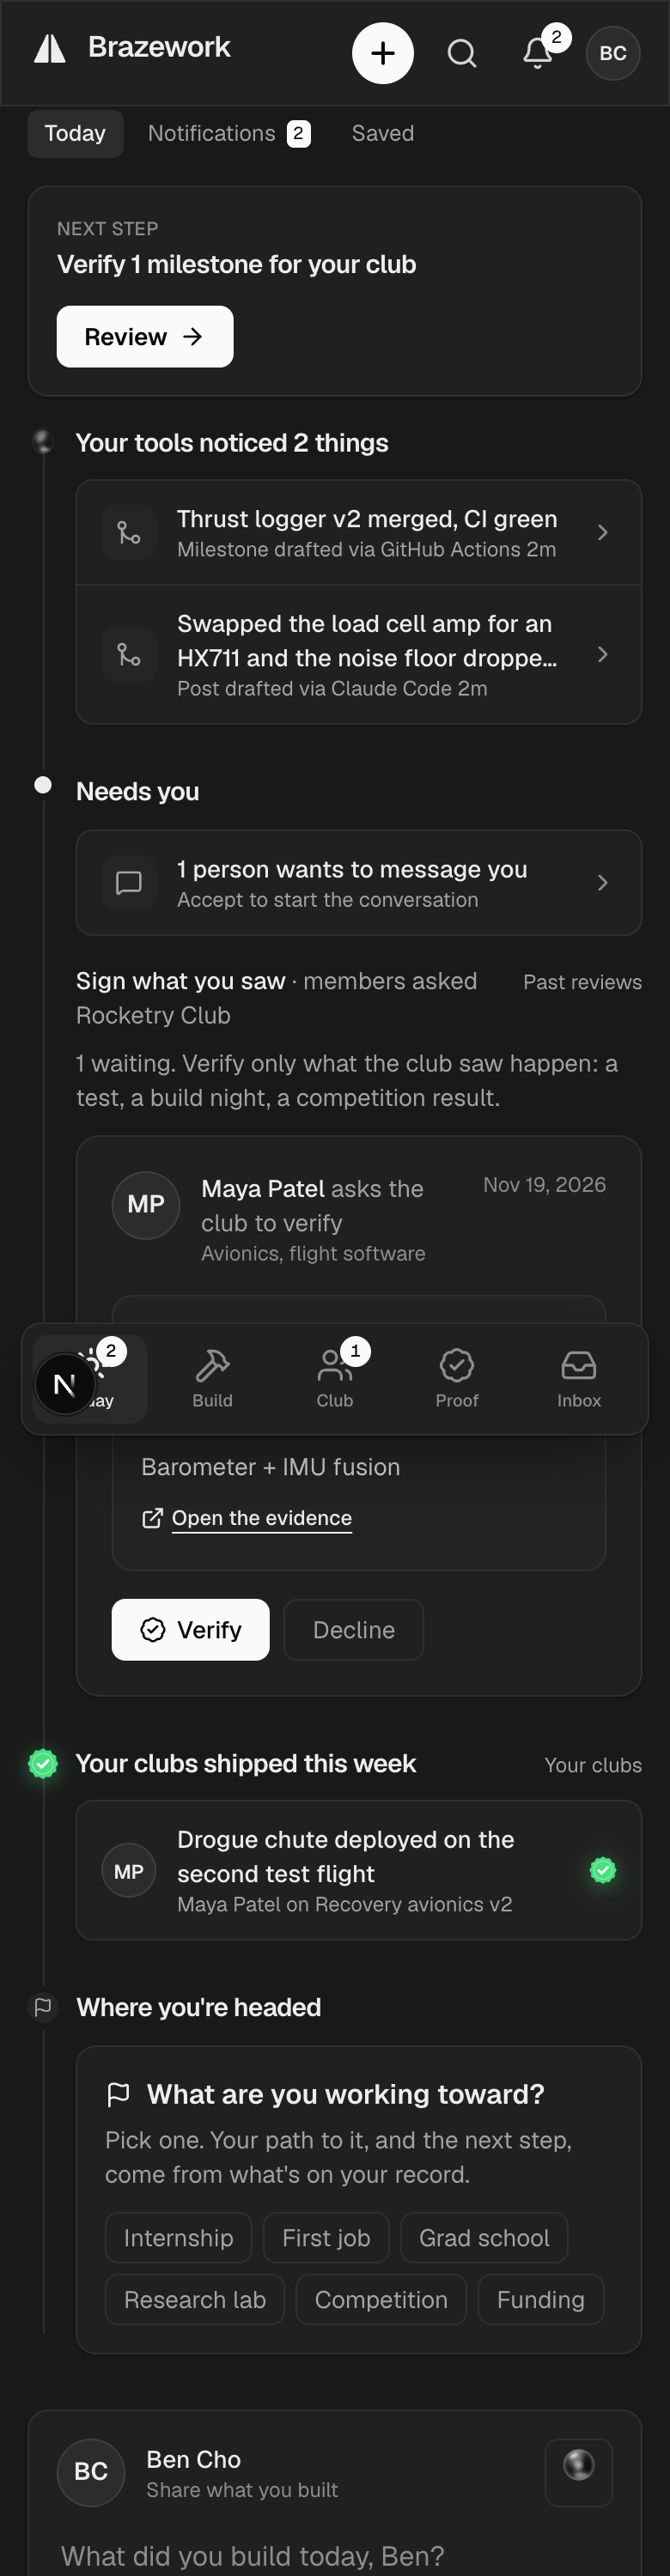 Brazework
2
BC
Today
Notifications 2
Saved
NEXT STEP
Verify 1 milestone for your club
Review
Your tools noticed 2 things
Thrust logger v2 merged, CI green
Milestone drafted via GitHub Actions 2m
Swapped the load cell amp for an
HX711 and the noise floor droppe...
Post drafted via Claude Code 2m
Needs you
1 person wants to message you
Accept to start the conversation
Sign what you saw · members asked
Rocketry Club
Past reviews
1 waiting. Verify only what the club saw happen: a
test, a build night, a competition result.
MP
Maya Patel asks the
club to verify
Avionics, flight software
Nov 19, 2026
2
1
N
Build
Club
Proof
Inbox
Barometer + IMU fusion
Open the evidence
Verify
Decline
Your clubs shipped this week
Your clubs
MP
Drogue chute deployed on the
second test flight
Maya Patel on Recovery avionics v2
Where you're headed
What are you working toward?
Pick one. Your path to it, and the next step,
come from what's on your record.
Internship
First job
Grad school
Research lab
Competition
Funding
BC
Ben Cho
Share what you built
What did you build today, Ben?